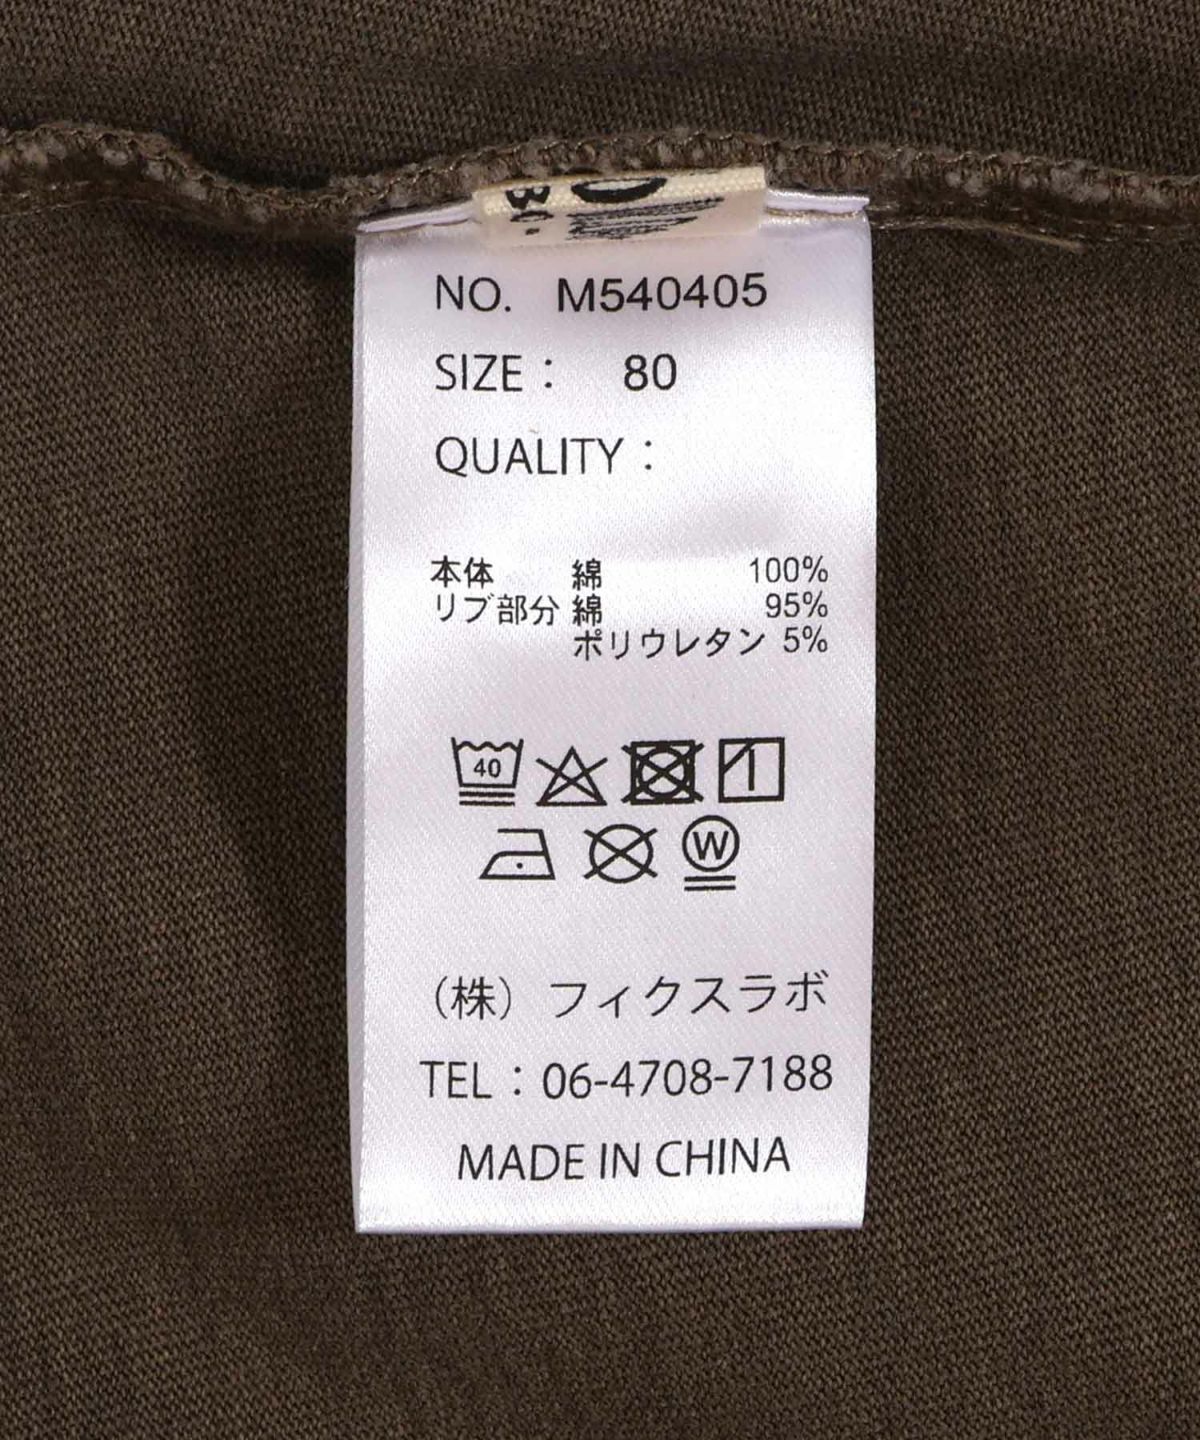 NO. M540405
SIZE： 80
QUALITY：
本体 綿 100%
リブ部分 綿 95%
ポリウレタン 5%
40
W
（株）フィクスラボ
TEL：06-4708-7188
MADE IN CHINA